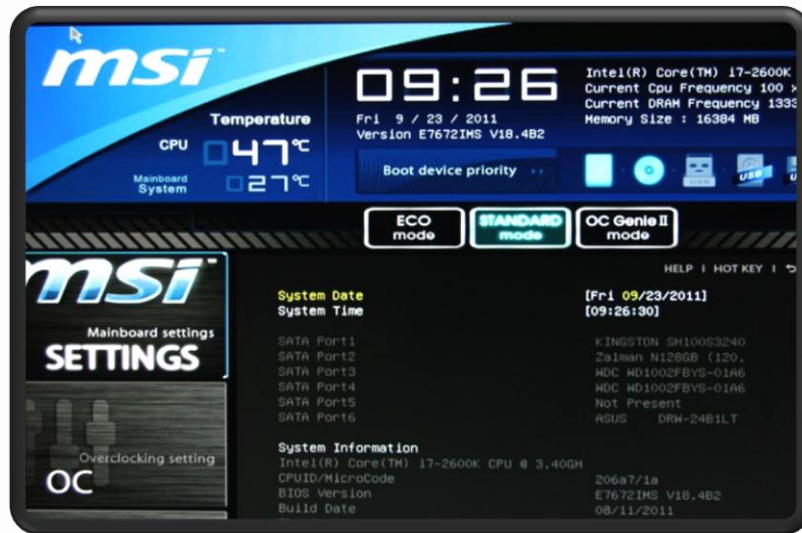 msi
Temperature
CPU 47°C
Mainboard
System 27°C
09:26
Fri 9 / 23 / 2011
Version E7672IMS V18.4B2
Boot device priority
Intel(R) Core(TM) i7-2600K
Current Cpu Frequency 100 x
Current DRAM Frequency 1333
Memory Size : 16384 MB
USB
USB
ECO
mode
STANDARD
mode
OC Genie II
mode
HELP | HOT KEY |
msi
Mainboard settings
SETTINGS
Overclocking setting
OC
System Date [Fri 09/23/2011]
System Time [09:26:30]
SATA Port1 KINGSTON SH100S3240
SATA Port2 Zalman N128GB (120.
SATA Port3 WDC WD1002FBYS-01A6
SATA Port4 WDC WD1002FBYS-01A6
SATA Port5 Not Present
SATA Port6 ASUS DRW-24B1LT
System Information
Intel(R) Core(TM) i7-2600K CPU @ 3.40GH
CPUID/MicroCode 206a7/1a
BIOS Version E7672IMS V18.4B2
Build Date 08/11/2011